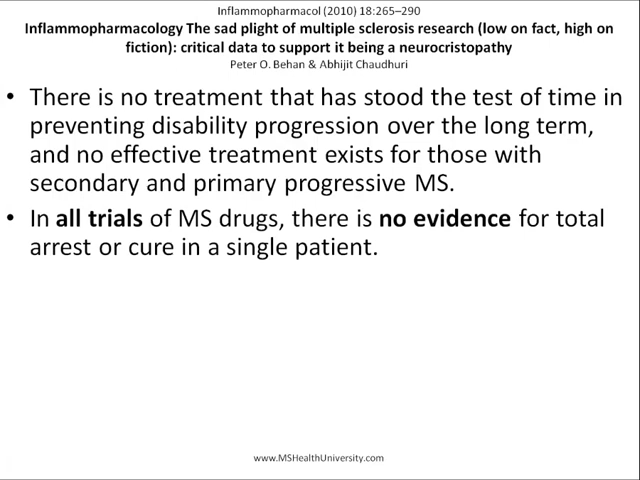 Inflammopharmacol (2010) 18:265–290
Inflammopharmacology The sad plight of multiple sclerosis research (low on fact, high on
fiction): critical data to support it being a neurocristopathy
Peter O. Behan & Abhijit Chaudhuri
• There is no treatment that has stood the test of time in
preventing disability progression over the long term,
and no effective treatment exists for those with
secondary and primary progressive MS.
• In all trials of MS drugs, there is no evidence for total
arrest or cure in a single patient.
www.MSHealthUniversity.com